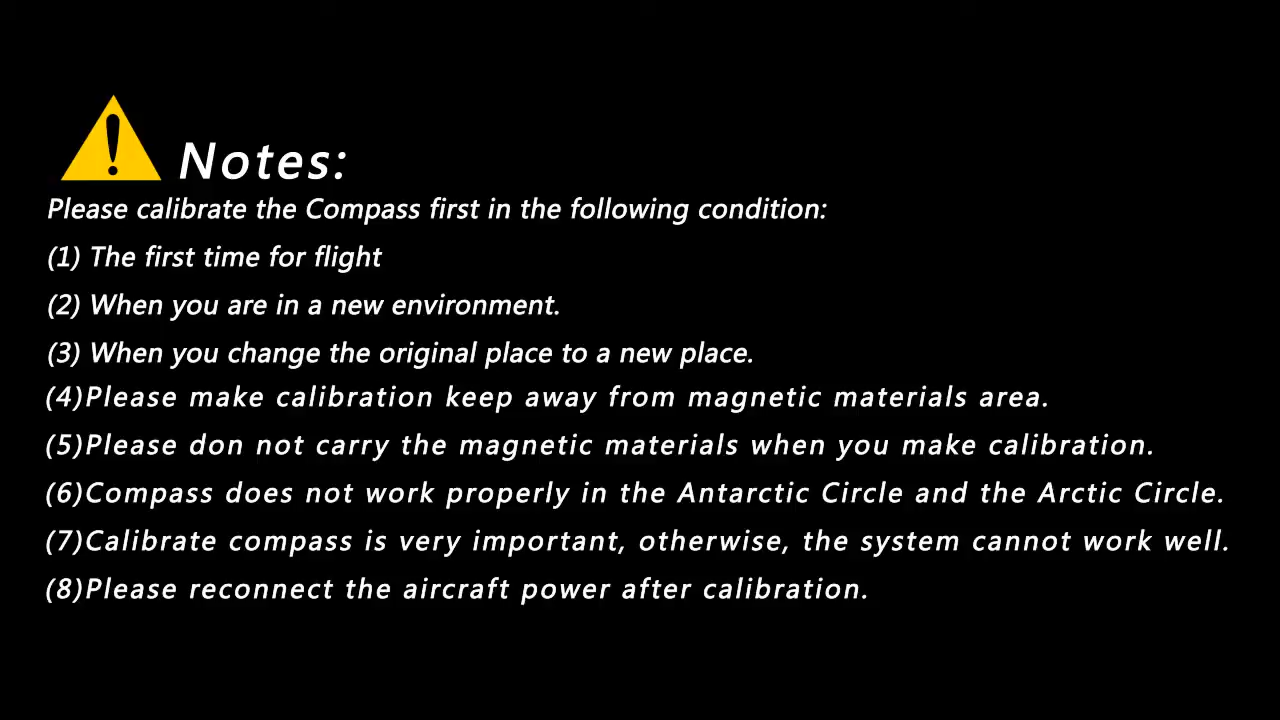 Notes:
Please calibrate the Compass first in the following condition:
(1) The first time for flight
(2) When you are in a new environment.
(3) When you change the original place to a new place.
(4)Please make calibration keep away from magnetic materials area.
(5)Please don not carry the magnetic materials when you make calibration.
(6)Compass does not work properly in the Antarctic Circle and the Arctic Circle.
(7)Calibrate compass is very important, otherwise, the system cannot work well.
(8)Please reconnect the aircraft power after calibration.